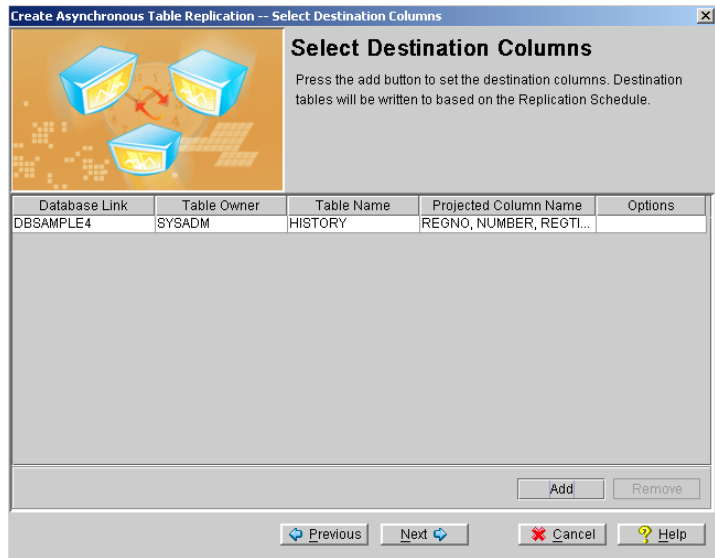 Create Asynchronous Table Replication -- Select Destination Columns
Select Destination Columns
Press the add button to set the destination columns. Destination
tables will be written to based on the Replication Schedule.
Database Link Table Owner Table Name Projected Column Name Options
DBSAMPLE4 SYSADM HISTORY REGNO, NUMBER, REGTI...
Add Remove
Previous Next Cancel Help